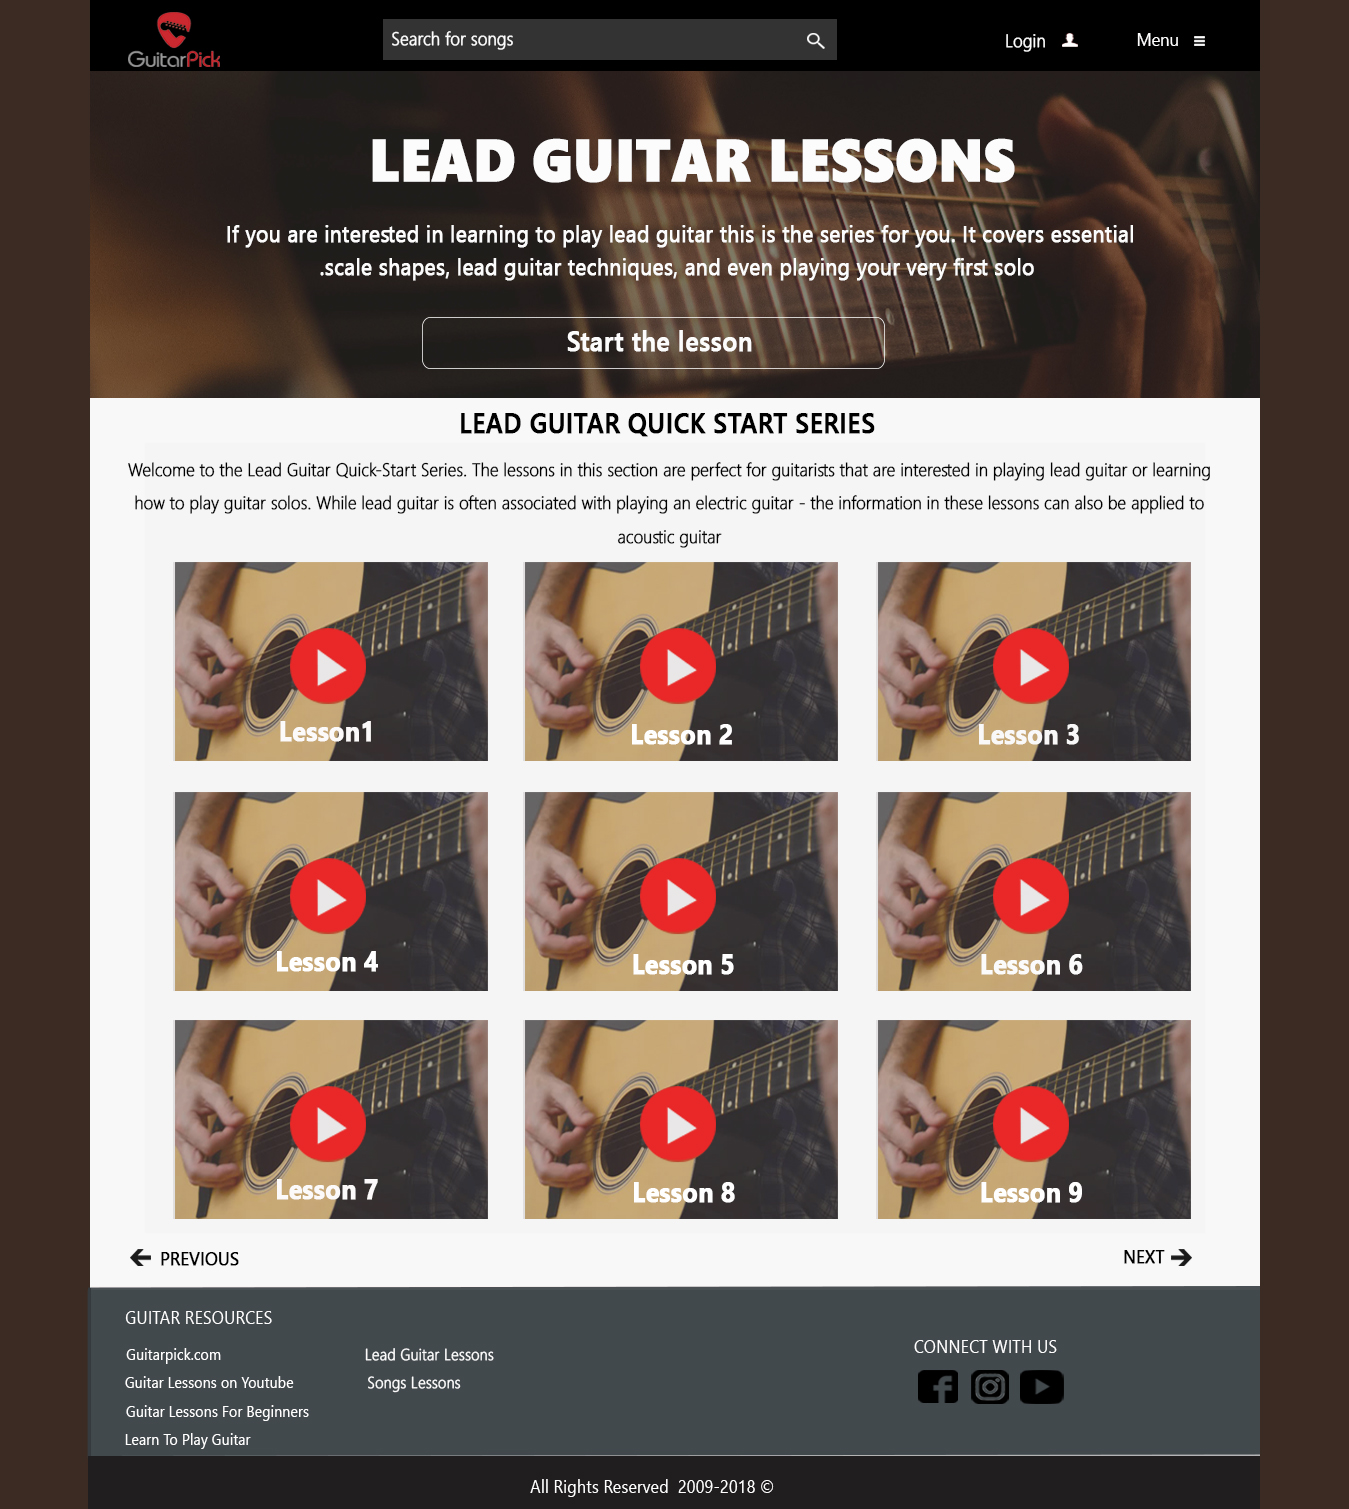 GuitarPick
Search for songs
Login
Menu
LEAD GUITAR LESSONS
If you are interested in learning to play lead guitar this is the series for you. It covers essential
.scale shapes, lead guitar techniques, and even playing your very first solo
Start the lesson
LEAD GUITAR QUICK START SERIES
Welcome to the Lead Guitar Quick-Start Series. The lessons in this section are perfect for guitarists that are interested in playing lead guitar or learning
how to play guitar solos. While lead guitar is often associated with playing an electric guitar - the information in these lessons can also be applied to
acoustic guitar
Lesson1
Lesson 2
Lesson 3
Lesson 4
Lesson 5
Lesson 6
Lesson 7
Lesson 8
Lesson 9
PREVIOUS
NEXT
GUITAR RESOURCES
Guitarpick.com
Guitar Lessons on Youtube
Guitar Lessons For Beginners
Learn To Play Guitar
Lead Guitar Lessons
Songs Lessons
CONNECT WITH US
All Rights Reserved 2009-2018 ©